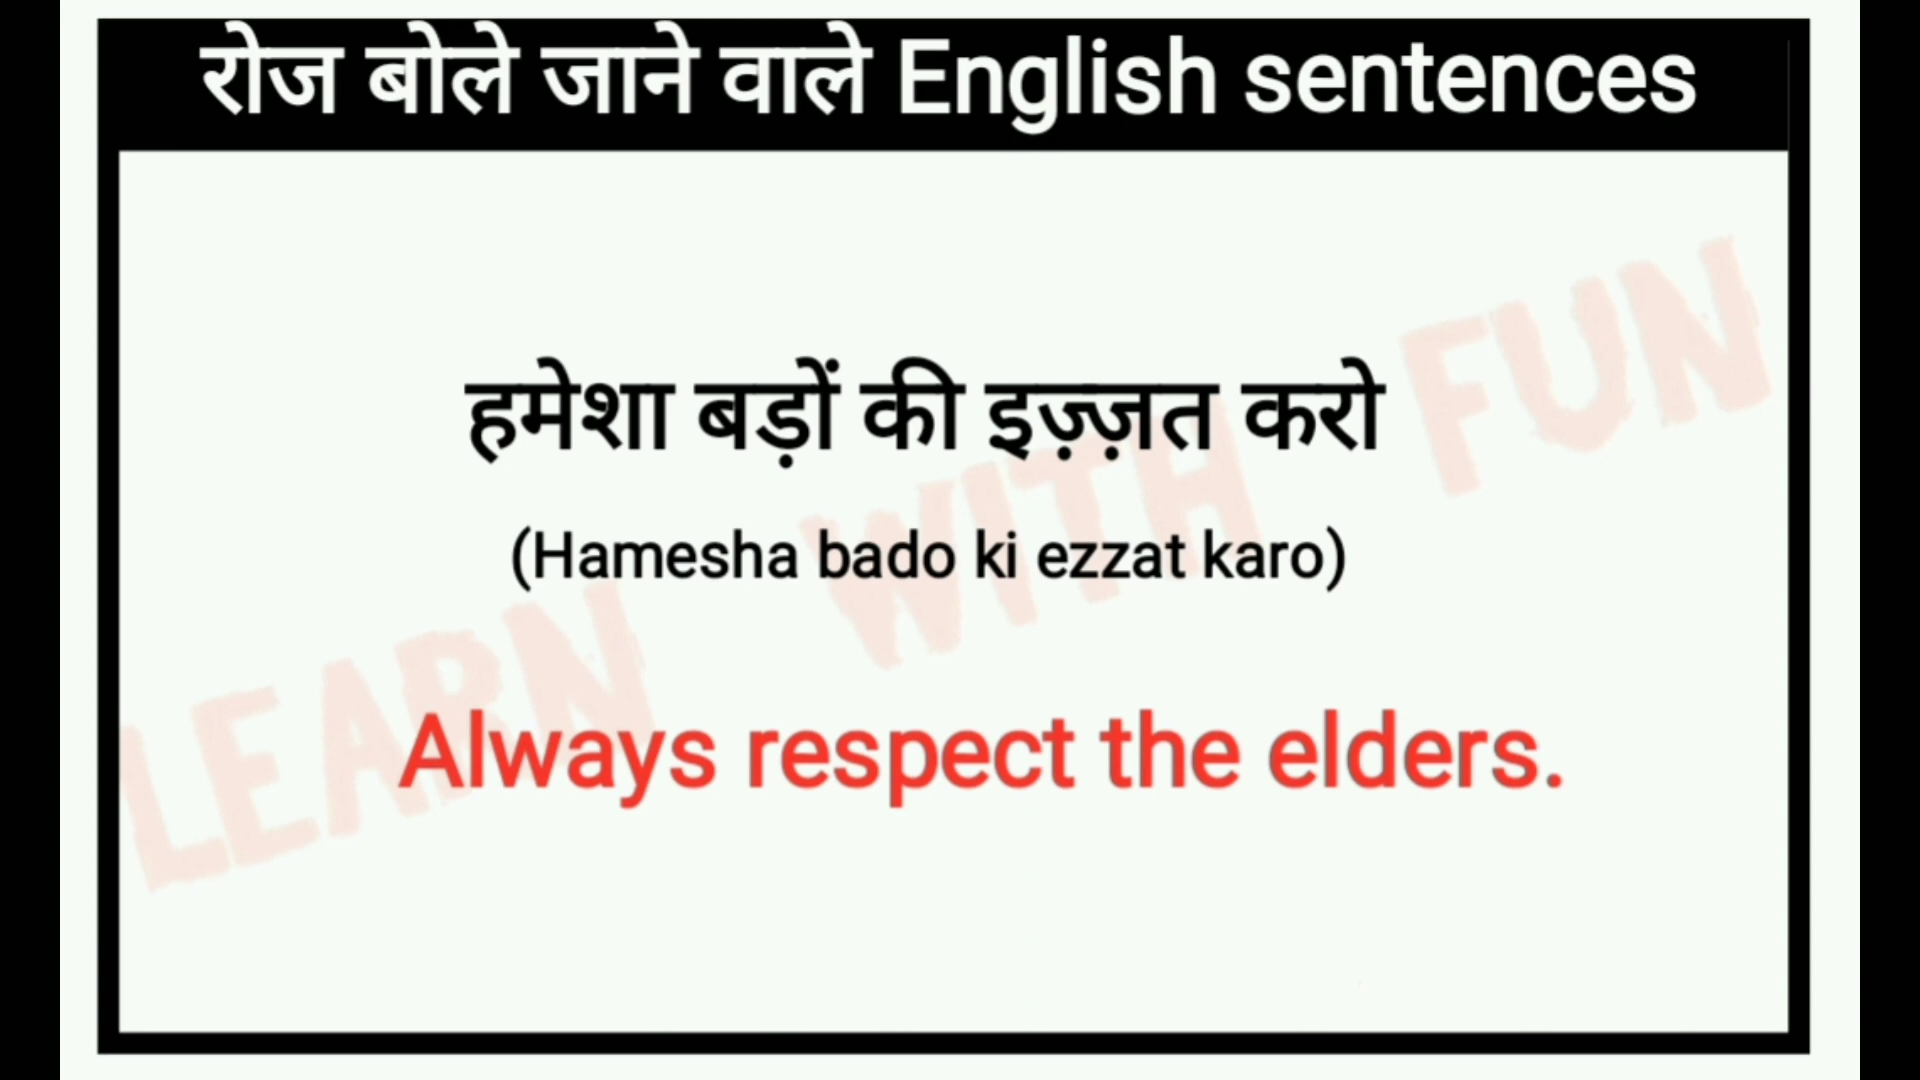 रोज बोले जाने वाले English sentences
हमेशा बड़ों की इज़्ज़त करो
(Hamesha bado ki ezzat karo)
Always respect the elders.
LEARN WITH FUN